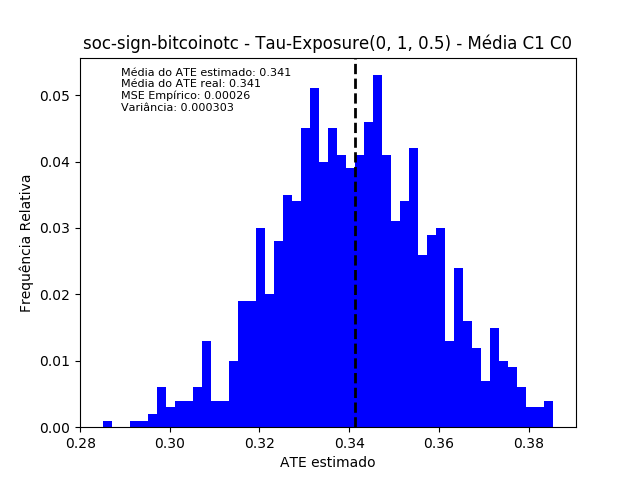 soc-sign-bitcoinotc - Tau-Exposure(0, 1, 0.5) - Média C1 C0
Média do ATE estimado: 0.341
Média do ATE real: 0.341
MSE Empírico: 0.00026
Variância: 0.000303
Frequência Relativa
0.05
0.04
0.03
0.02
0.01
0.00
0.28 0.30 0.32 0.34 0.36 0.38
ATE estimado